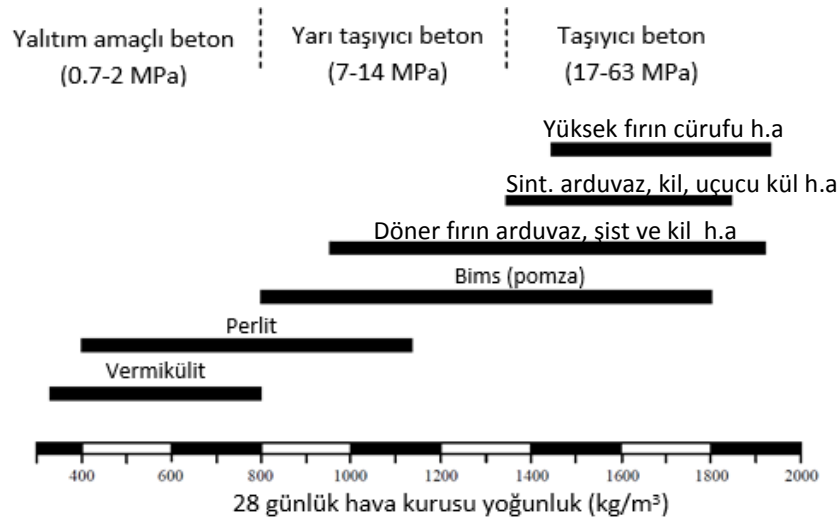 Yalıtım amaçlı beton
(0.7-2 MPa)
Yarı taşıyıcı beton
(7-14 MPa)
Taşıyıcı beton
(17-63 MPa)
Yüksek fırın cürufu h.a
Sint. arduvaz, kil, uçucu kül h.a
Döner fırın arduvaz, şist ve kil h.a
Bims (pomza)
Perlit
Vermikülit
400 600 800 1000 1200 1400 1600 1800 2000
28 günlük hava kurusu yoğunluk (kg/m³)